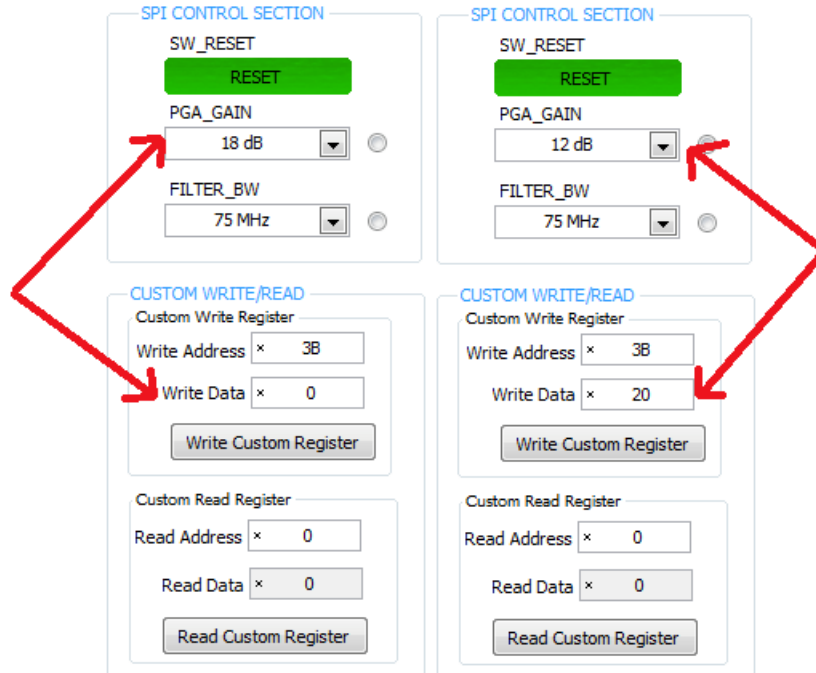 SPI CONTROL SECTION
SW_RESET
RESET
PGA_GAIN
18 dB
FILTER_BW
75 MHz
CUSTOM WRITE/READ
Custom Write Register
Write Address × 3B
Write Data × 0
Write Custom Register
Custom Read Register
Read Address × 0
Read Data × 0
Read Custom Register
SPI CONTROL SECTION
SW_RESET
RESET
PGA_GAIN
12 dB
FILTER_BW
75 MHz
CUSTOM WRITE/READ
Custom Write Register
Write Address × 3B
Write Data × 20
Write Custom Register
Custom Read Register
Read Address × 0
Read Data × 0
Read Custom Register